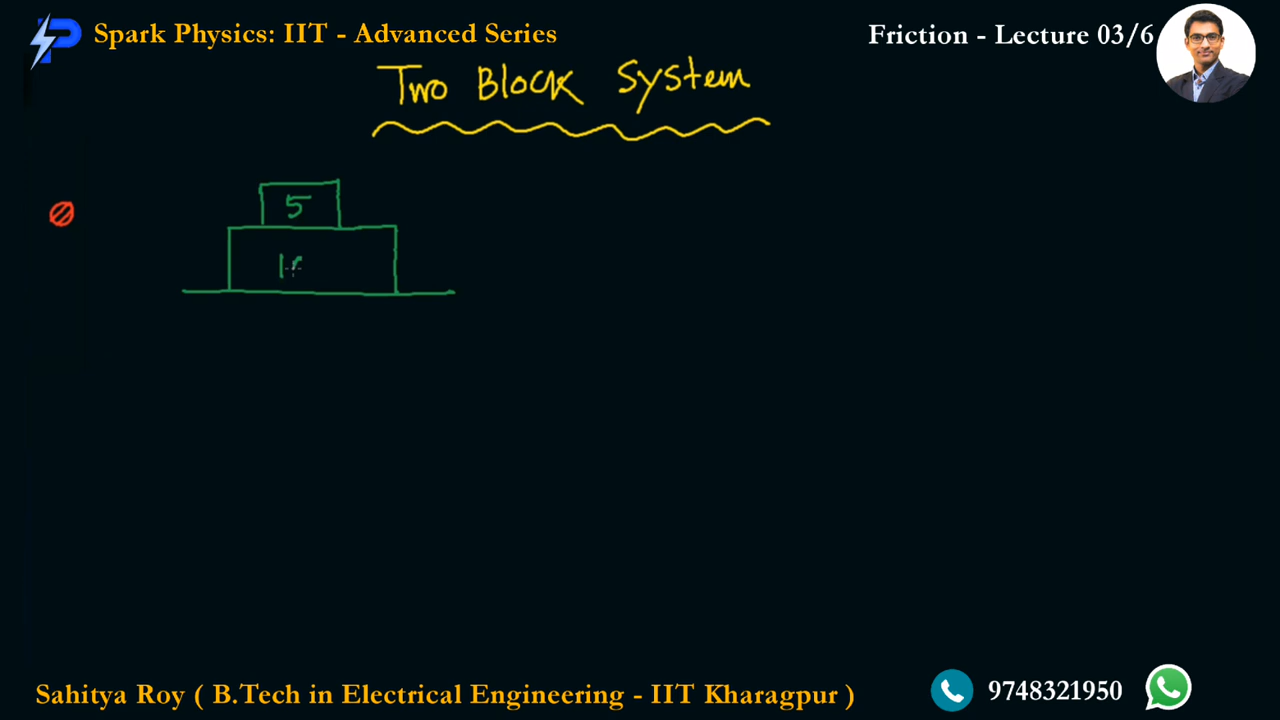 Spark Physics: IIT - Advanced Series
Friction - Lecture 03/6
Two Block System
5
Sahitya Roy ( B.Tech in Electrical Engineering - IIT Kharagpur )
9748321950